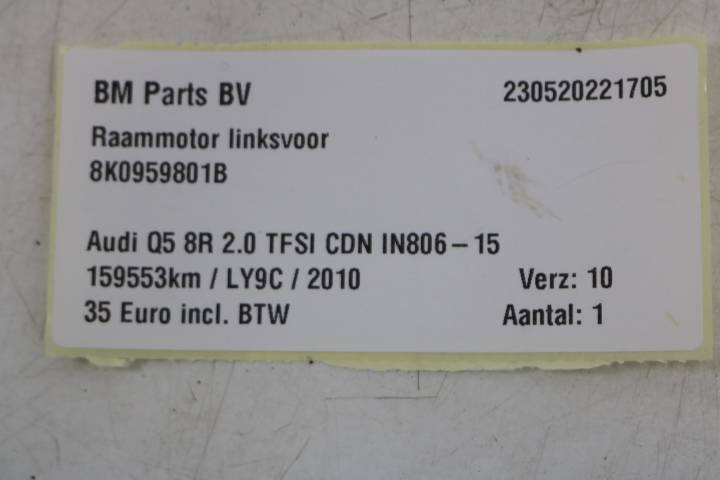 BM Parts BV 230520221705
Raammotor linksvoor
8K0959801B
Audi Q5 8R 2.0 TFSI CDN IN806-15
159553km / LY9C / 2010 Verz: 10
35 Euro incl. BTW Aantal: 1